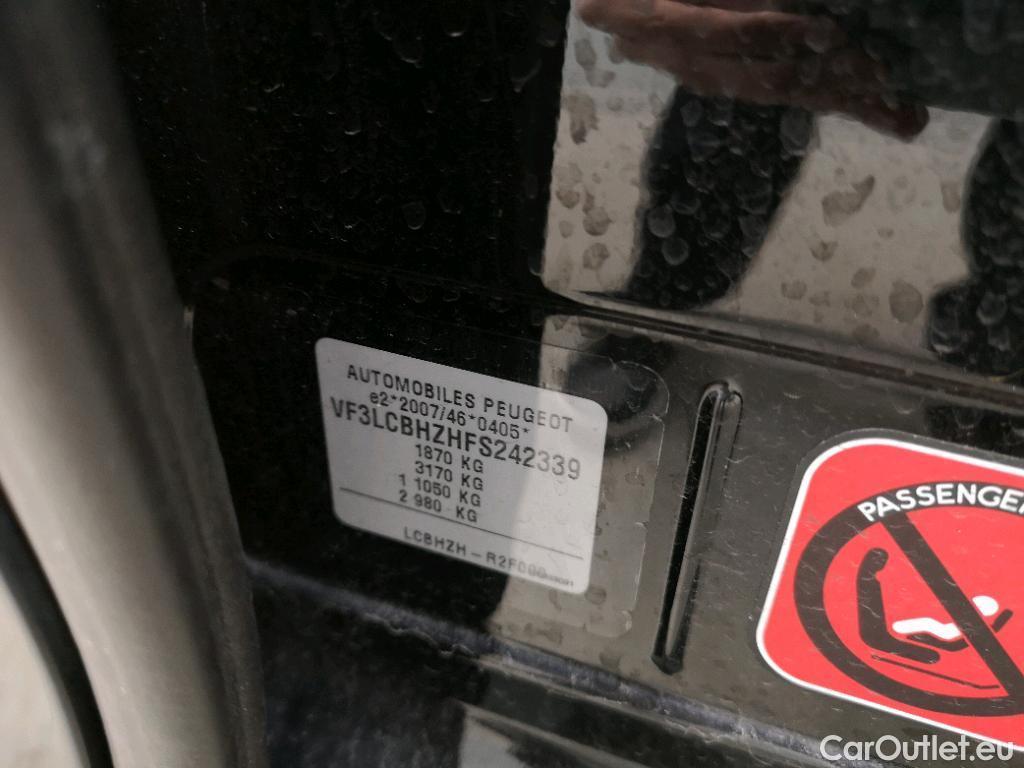 AUTOMOBILES PEUGEOT
e2*2007/46*0405*
VF3LCBHZHFS242339
1870 KG
3170 KG
1 1050 KG
2 980 - KG
LCBHZH - R2F000
PASSENGER
CarOutlet.eu